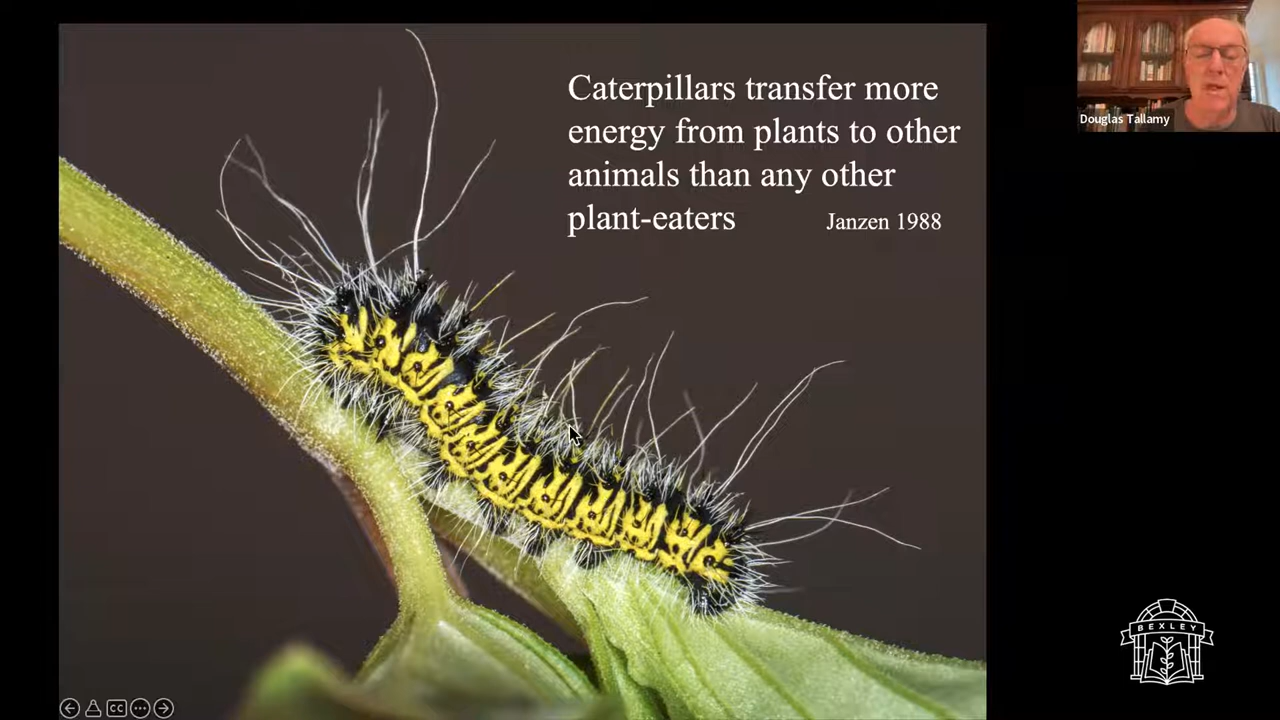 Caterpillars transfer more
energy from plants to other
animals than any other
plant-eaters Janzen 1988
Douglas Tallamy
BEXLEY
CC